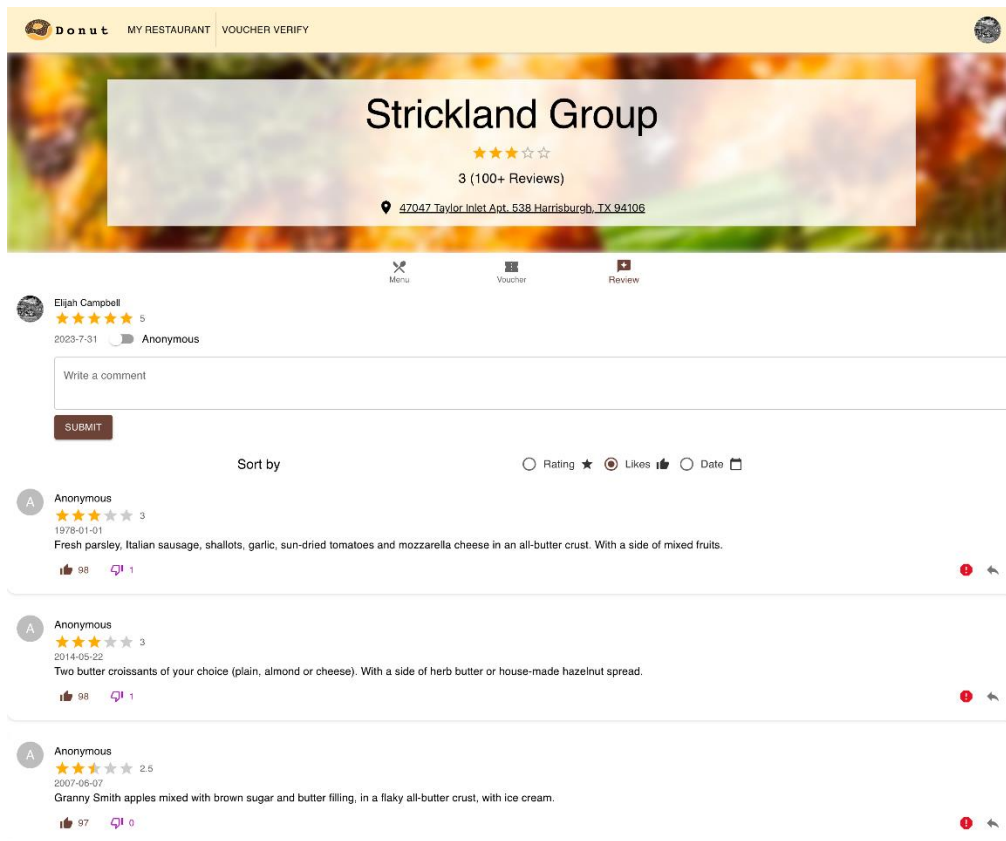 Donut MY RESTAURANT VOUCHER VERIFY
Strickland Group
3 (100+ Reviews)
47047 Taylor Inlet Apt. 538 Harrisburgh, TX 94106
Menu Voucher Review
Elijah Campbell
5
2023-7-31 Anonymous
Write a comment
SUBMIT
Sort by Rating Likes Date
A Anonymous
3
1978-01-01
Fresh parsley, Italian sausage, shallots, garlic, sun-dried tomatoes and mozzarella cheese in an all-butter crust. With a side of mixed fruits.
98 1
A Anonymous
3
2014-05-22
Two butter croissants of your choice (plain, almond or cheese). With a side of herb butter or house-made hazelnut spread.
98 1
A Anonymous
2.5
2007-06-07
Granny Smith apples mixed with brown sugar and butter filling, in a flaky all-butter crust, with ice cream.
97 0